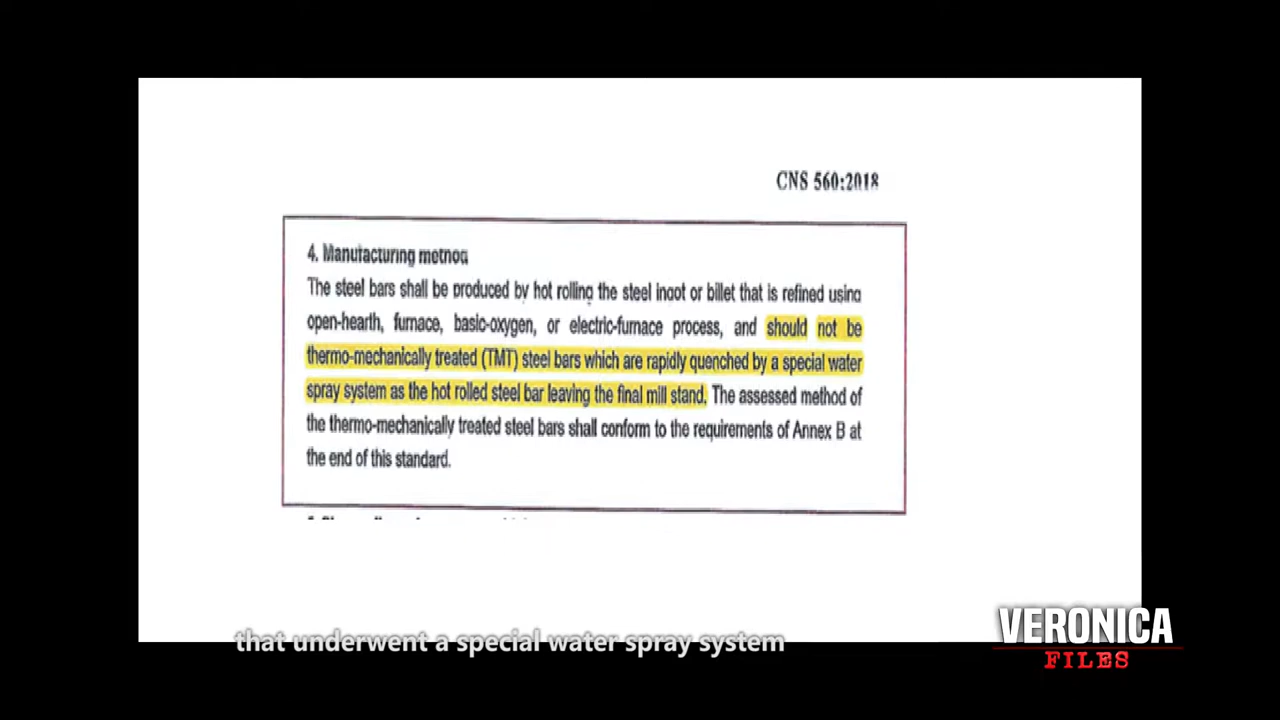 CNS 560:2018
4. Manufacturing method
The steel bars shall be produced by hot rolling the steel ingot or billet that is refined using
open-hearth, furnace, basic-oxygen, or electric-furnace process, and should not be
thermo-mechanically treated (TMT) steel bars which are rapidly quenched by a special water
spray system as the hot rolled steel bar leaving the final mill stand. The assessed method of
the thermo-mechanically treated steel bars shall conform to the requirements of Annex B at
the end of this standard.
that underwent a special water spray system
VERONICA
FILES